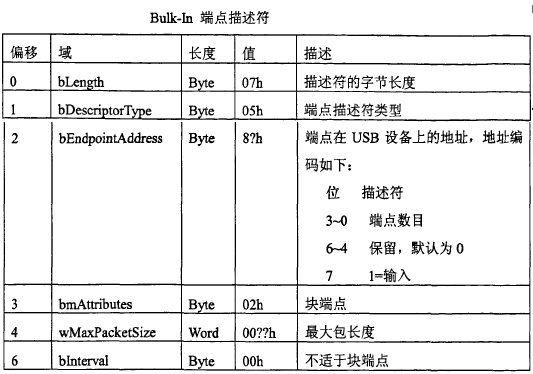 Bulk-In 端点描述符
偏移 域 长度 值 描述
0 bLength Byte 07h 描述符的字节长度
1 bDescriptorType Byte 05h 端点描述符类型
2 bEndpointAddress Byte 8?h 端点在 USB 设备上的地址，地址编
码如下：
位 描述符
3~0 端点数目
6~4 保留，默认为 0
7 1=输入
3 bmAttributes Byte 02h 块端点
4 wMaxPacketSize Word 00??h 最大包长度
6 bInterval Byte 00h 不适于块端点